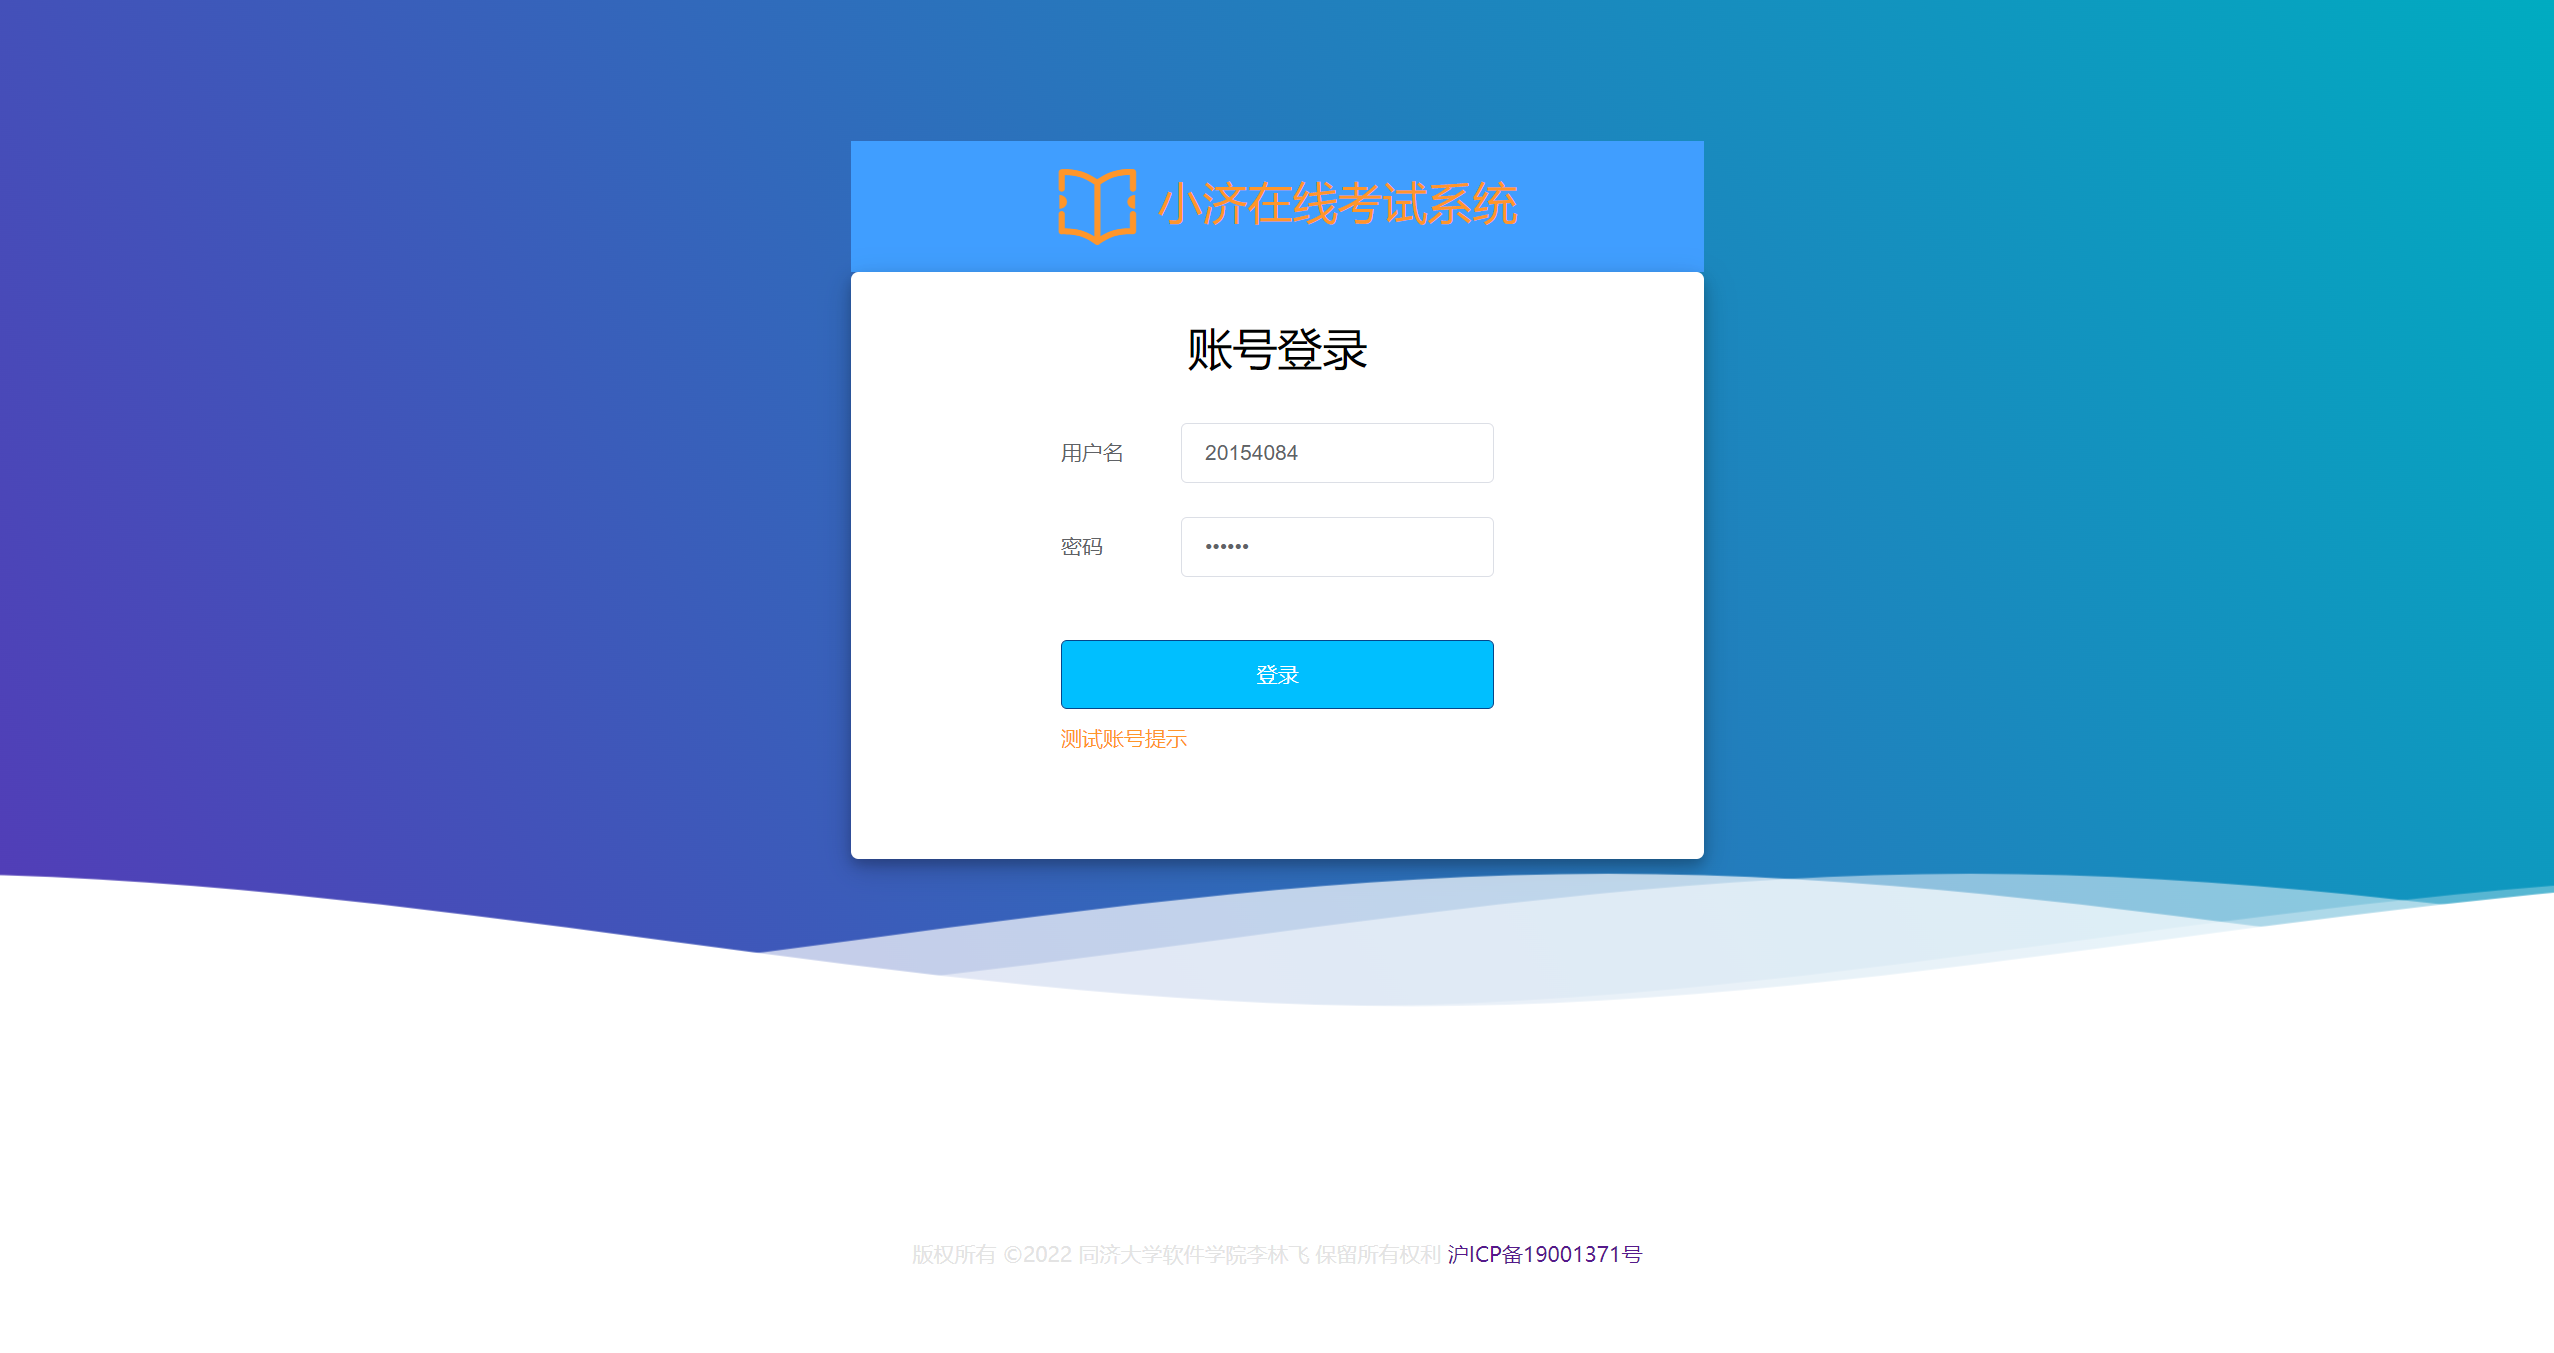 小济在线考试系统
账号登录
用户名 20154084
密码 ••••••
登录
测试账号提示
版权所有 ©2022 同济大学软件学院李林飞 保留所有权利 沪ICP备19001371号